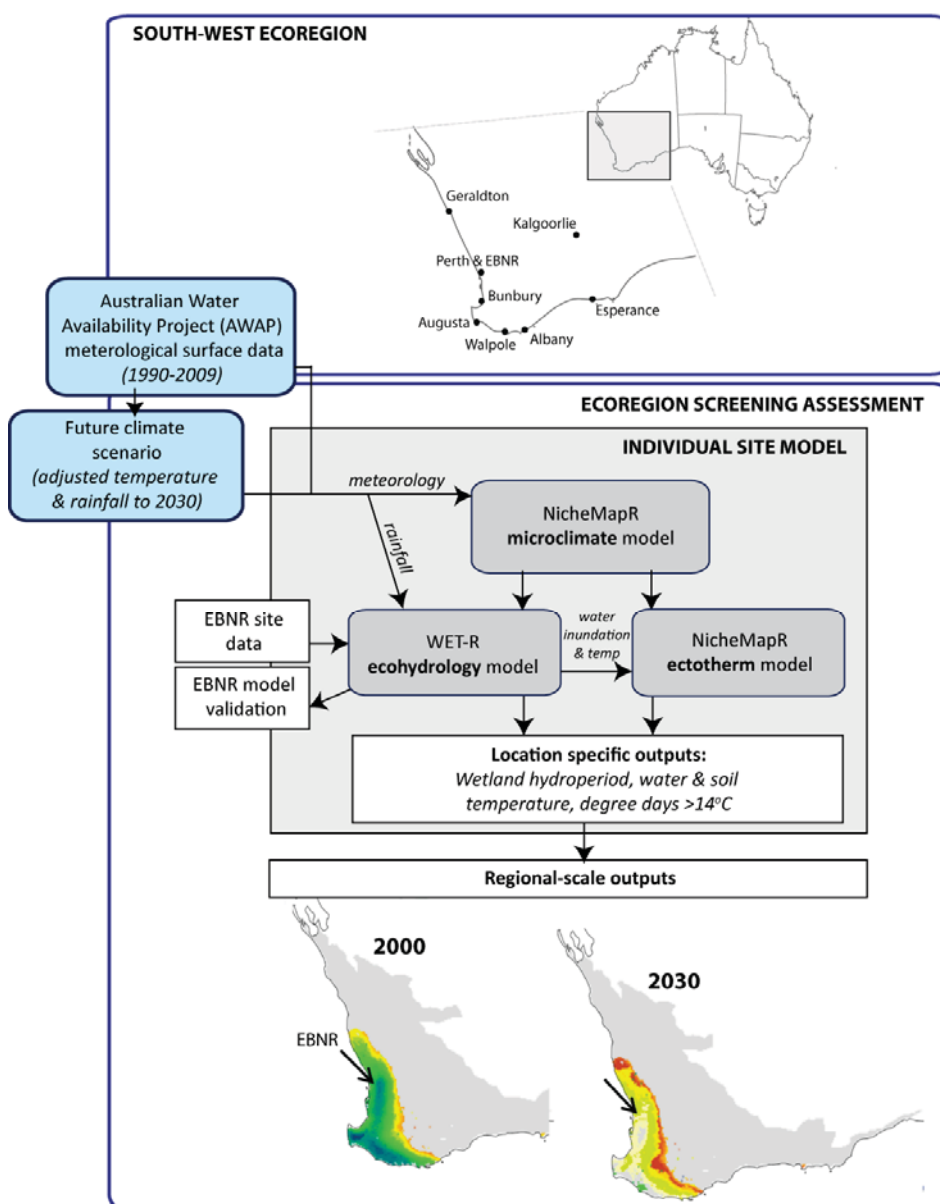 SOUTH-WEST ECOREGION
Geraldton
Kalgoorlie
Perth & EBNR
Bunbury
Augusta
Walpole
Albany
Esperance
Australian Water
Availability Project (AWAP)
meterological surface data
(1990-2009)
Future climate
scenario
(adjusted temperature
& rainfall to 2030)
ECOREGION SCREENING ASSESSMENT
INDIVIDUAL SITE MODEL
meteorology
rainfall
NicheMapR
microclimate model
EBNR site
data
EBNR model
validation
WET-R
ecohydrology model
water
inundation
& temp
NicheMapR
ectotherm model
Location specific outputs:
Wetland hydroperiod, water & soil
temperature, degree days >14°C
Regional-scale outputs
2000
EBNR
2030